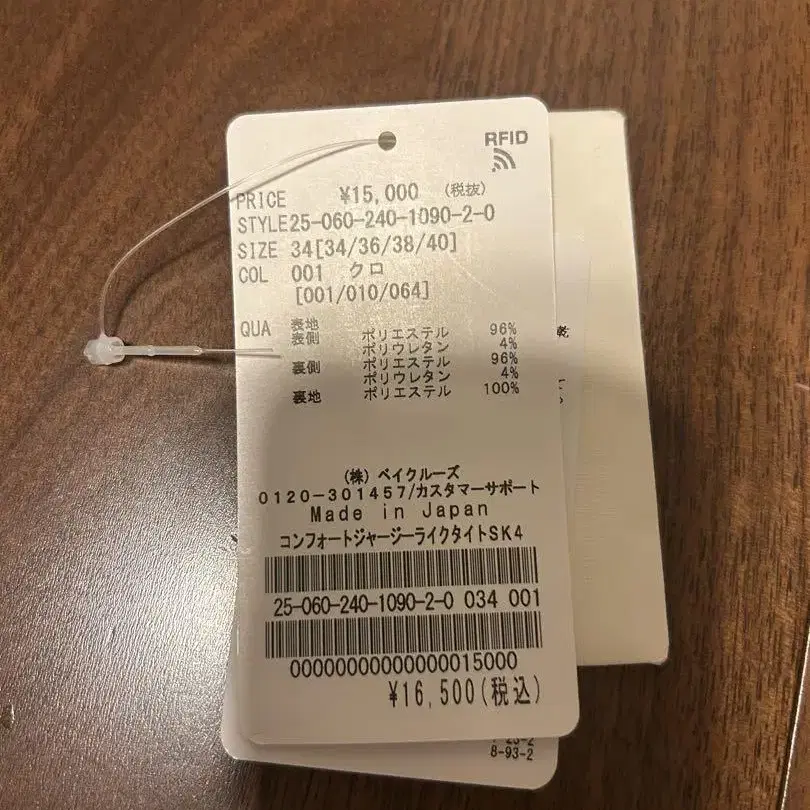 RFID
PRICE ¥15,000 (税抜)
STYLE25-060-240-1090-2-0
SIZE 34[34/36/38/40]
COL 001 クロ
[001/010/064]
QUA 表地
表側 ポリエステル 96%
ポリウレタン 4%
裏側 ポリエステル 96%
ポリウレタン 4%
裏地 ポリエステル 100%
(株)ベイクルーズ
0120-301457/カスタマーサポート
Made in Japan
コンフォートジャージーライクタイトSK4
25-060-240-1090-2-0 034 001
00000000000000015000
¥16,500(税込)
8-93-2